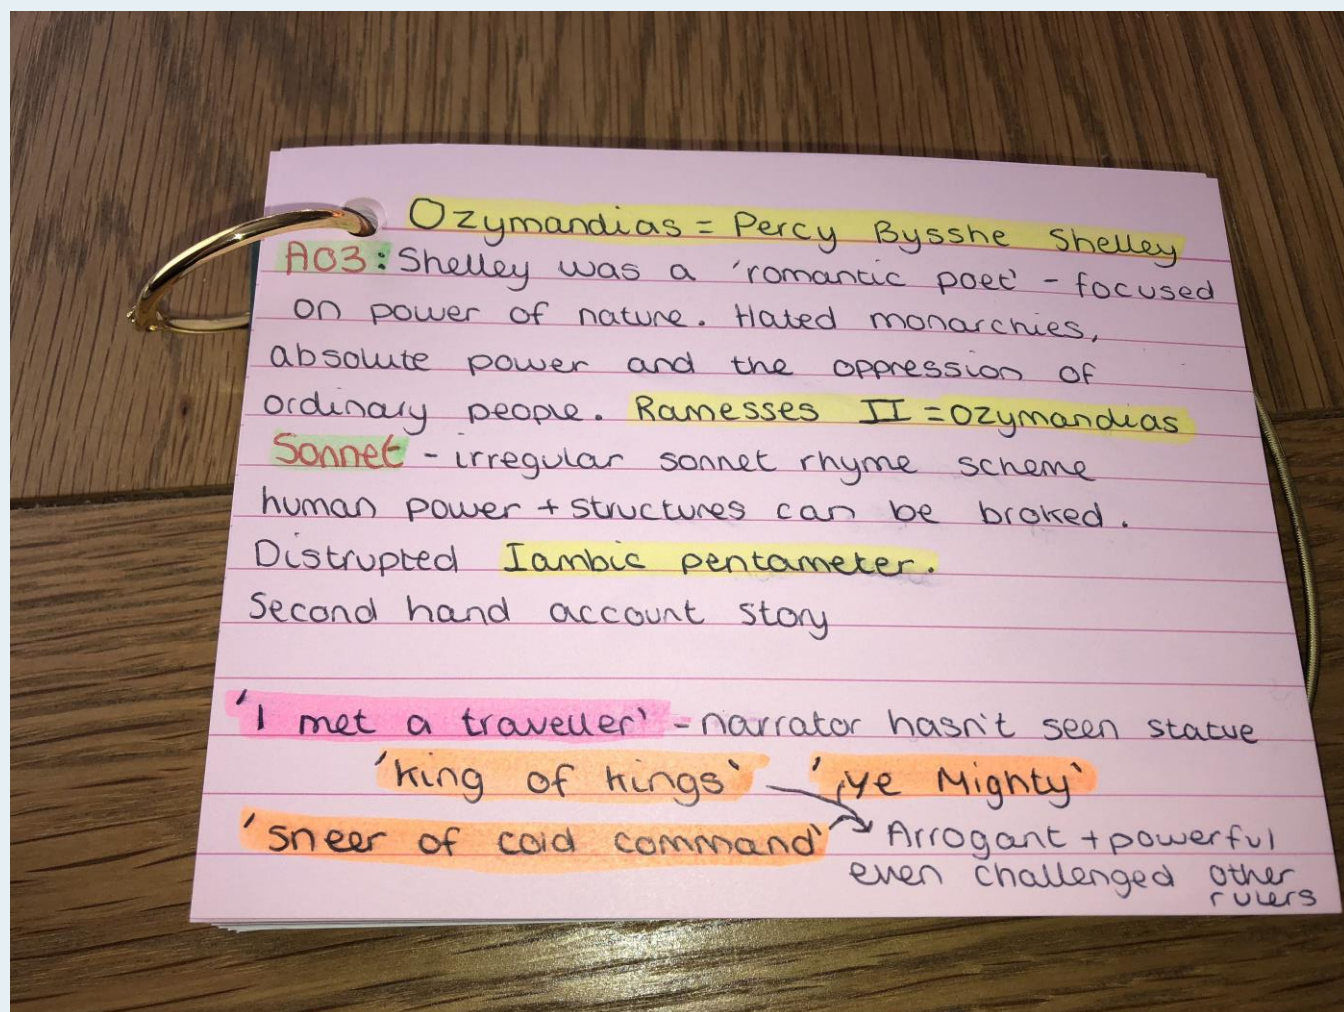 Ozymandias = Percy Bysshe Shelley
AO3: Shelley was a 'romantic poet' - focused
on power of nature. Hated monarchies,
absolute power and the oppression of
ordinary people. Ramesses II = Ozymandias
Sonnet - irregular sonnet rhyme scheme
human power + structures can be broked.
Distrupted Iambic pentameter.
Second hand account story
'I met a traveller' - narrator hasn't seen statue
'King of Kings' 'ye Mighty'
'sneer of cold command' Arrogant + powerful
even challenged other
rulers